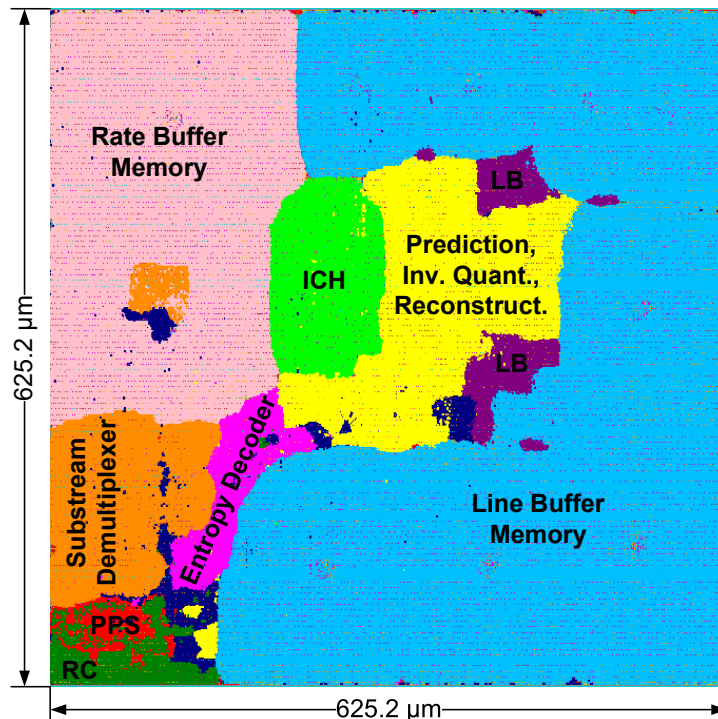 Rate Buffer
Memory
LB
Prediction,
Inv. Quant.,
Reconstruct.
ICH
625.2 µm
LB
Entropy Decoder
Substream
Demultiplexer
Line Buffer
Memory
PPS
RC
625.2 µm